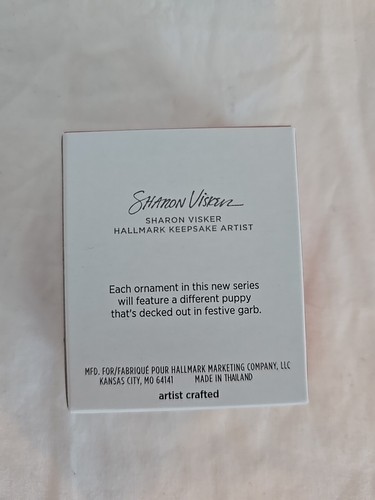 Sharon Visker
SHARON VISKER
HALLMARK KEEPSAKE ARTIST
Each ornament in this new series
will feature a different puppy
that's decked out in festive garb.
MFD. FOR/FABRIQUÉ POUR HALLMARK MARKETING COMPANY, LLC
KANSAS CITY, MO 64141 MADE IN THAILAND
artist crafted